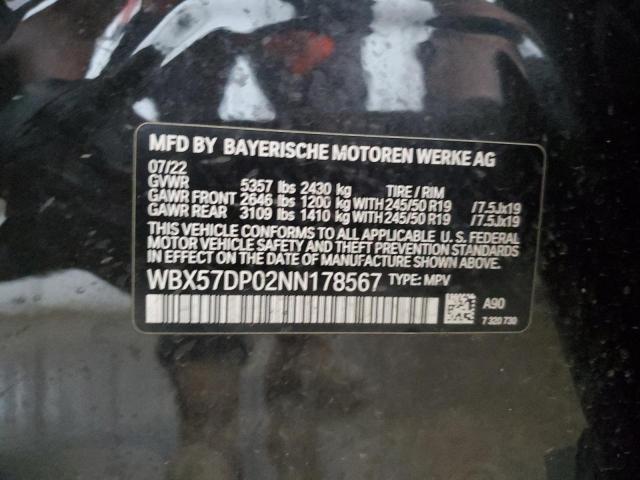 MFD BY BAYERISCHE MOTOREN WERKE AG
07/22
GVWR 5357 lbs 2430 kg TIRE / RIM
GAWR FRONT 2646 lbs 1200 kg WITH 245/50 R19 /7.5Jx19
GAWR REAR 3109 lbs 1410 kg WITH 245/50 R19 /7.5Jx19
THIS VEHICLE CONFORMS TO ALL APPLICABLE U. S. FEDERAL
MOTOR VEHICLE SAFETY AND THEFT PREVENTION STANDARDS
IN EFFECT ON THE DATE OF MANUFACTURE SHOWN ABOVE.
WBX57DP02NN178567 TYPE: MPV
A90
7 320 730